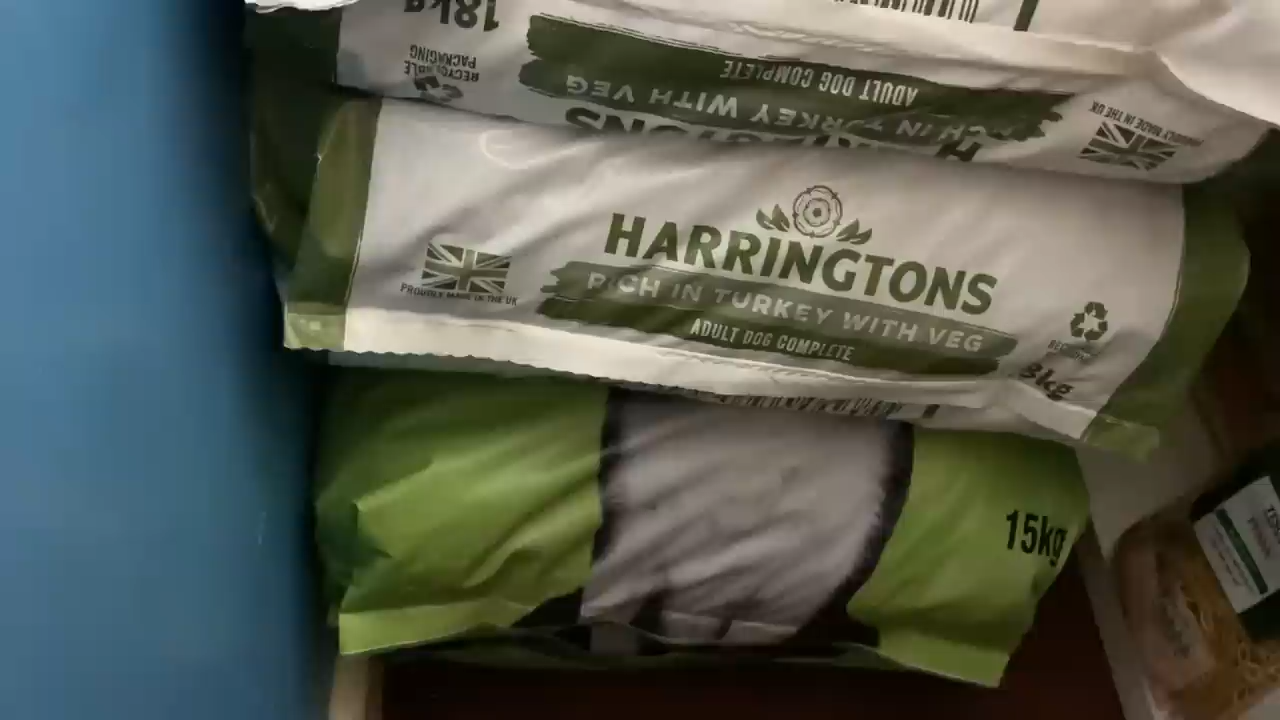 18kg
RECYCLABLE
PACKAGING
ADULT DOG COMPLETE
RICH IN TURKEY WITH VEG
HARRINGTONS
PROUDLY MADE IN THE UK
HARRINGTONS
RICH IN TURKEY WITH VEG
ADULT DOG COMPLETE
PROUDLY MADE IN THE UK
8kg
15kg